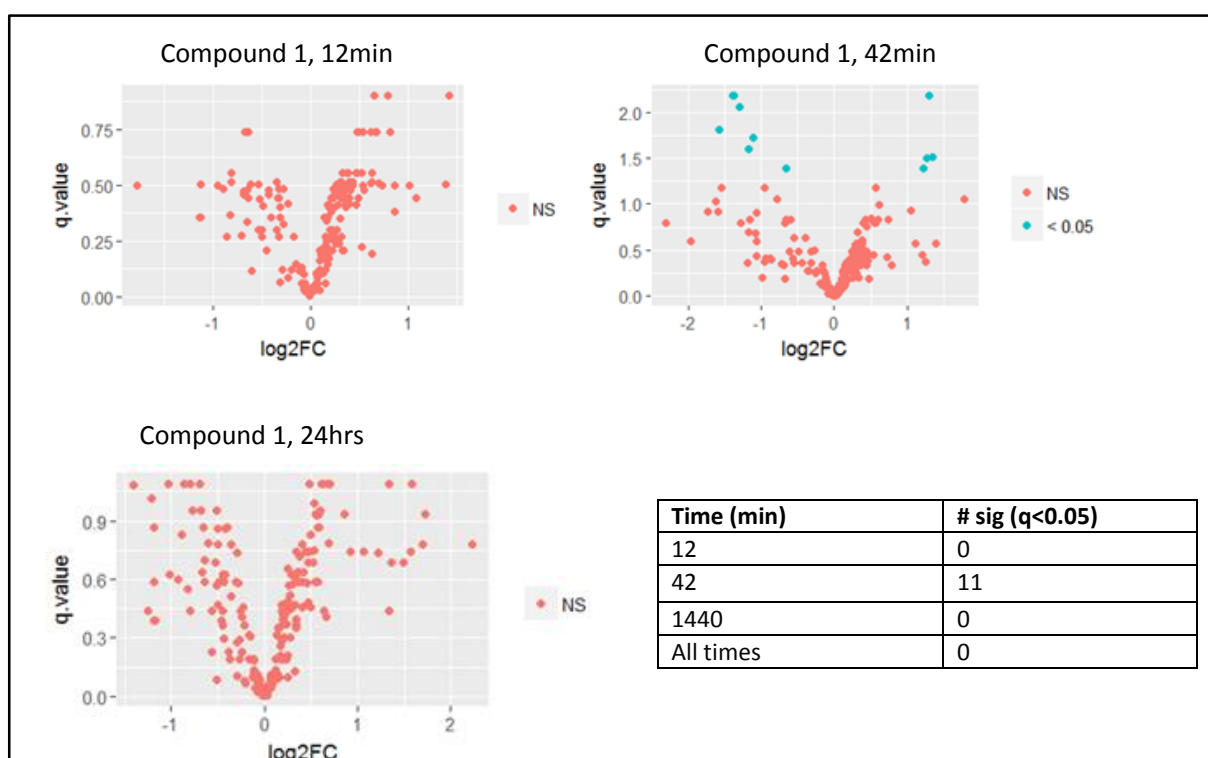 Compound 1, 12min
q.value
0.75
0.50
0.25
0.00
-1 0 1
log2FC
NS
Compound 1, 42min
q.value
2.0
1.5
1.0
0.5
0.0
-2 -1 0 1
log2FC
NS
< 0.05
Compound 1, 24hrs
q.value
0.9
0.6
0.3
0.0
-1 0 1 2
log2FC
NS
Time (min) # sig (q<0.05)
12 0
42 11
1440 0
All times 0